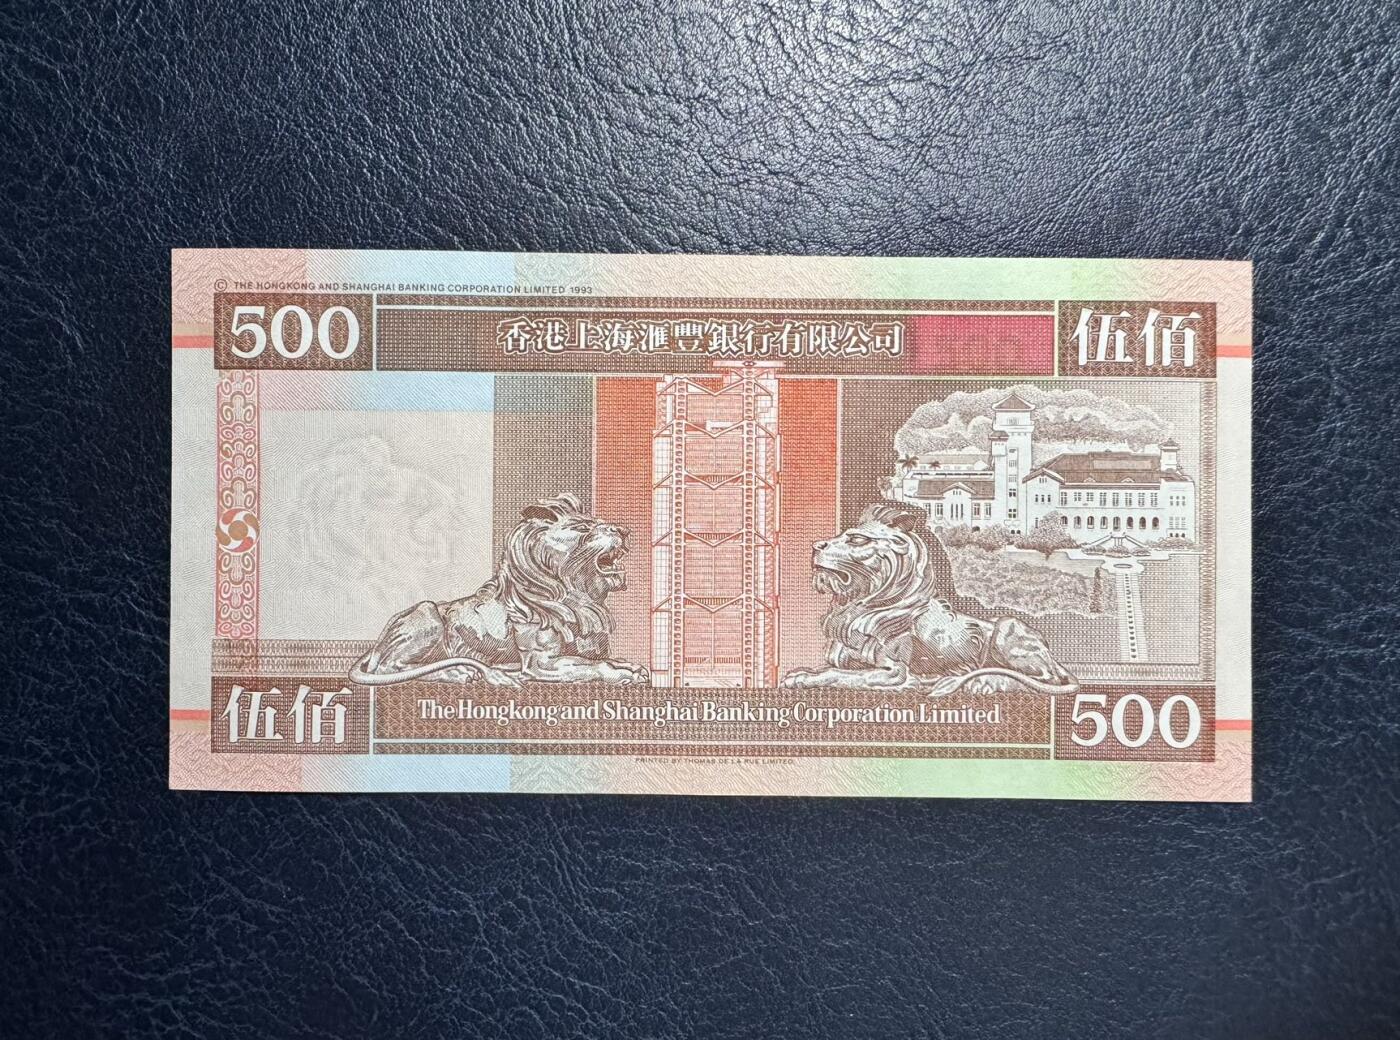 © THE HONGKONG AND SHANGHAI BANKING CORPORATION LIMITED 1993
500
香港上海滙豐銀行有限公司
伍佰
伍佰
The Hongkong and Shanghai Banking Corporation Limited
500
PRINTED BY THOMAS DE LA RUE LIMITED.